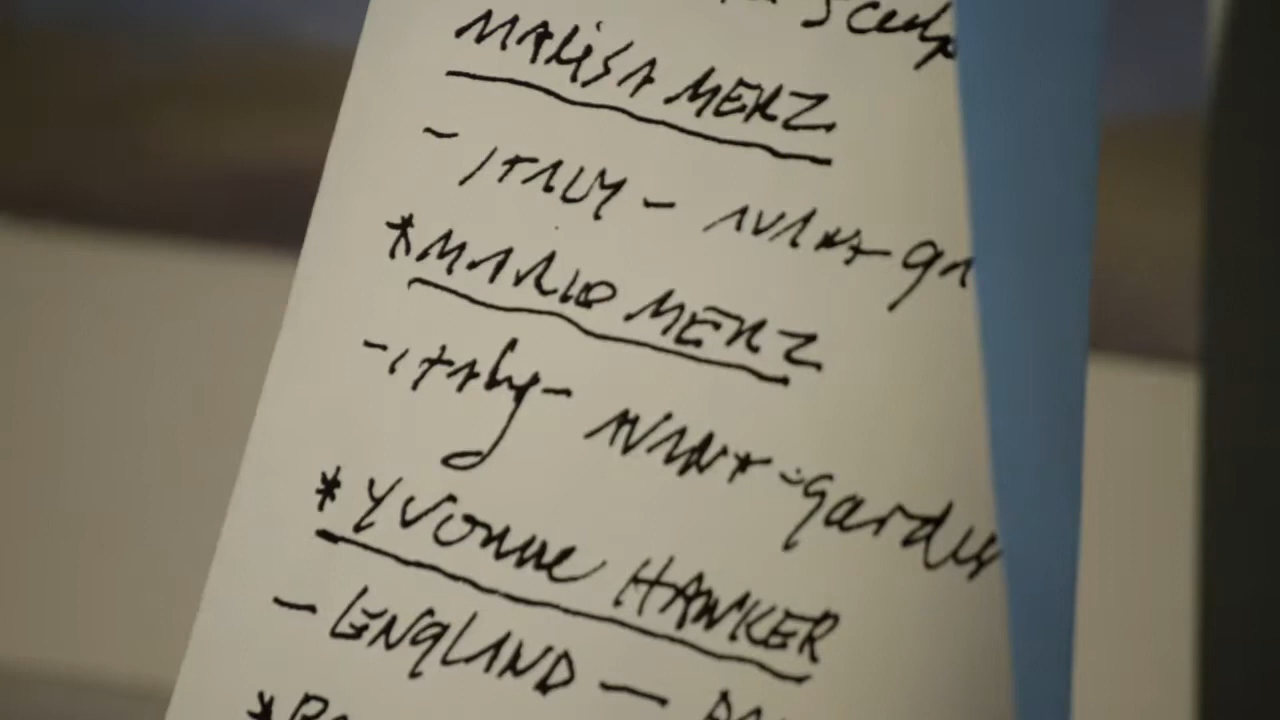 MARISA MERZ
- ITALY - AVANT ga
*MARIO MERZ
- ITALY - AVANT-garde
*YVONNE HAWKER
- ENGLAND —